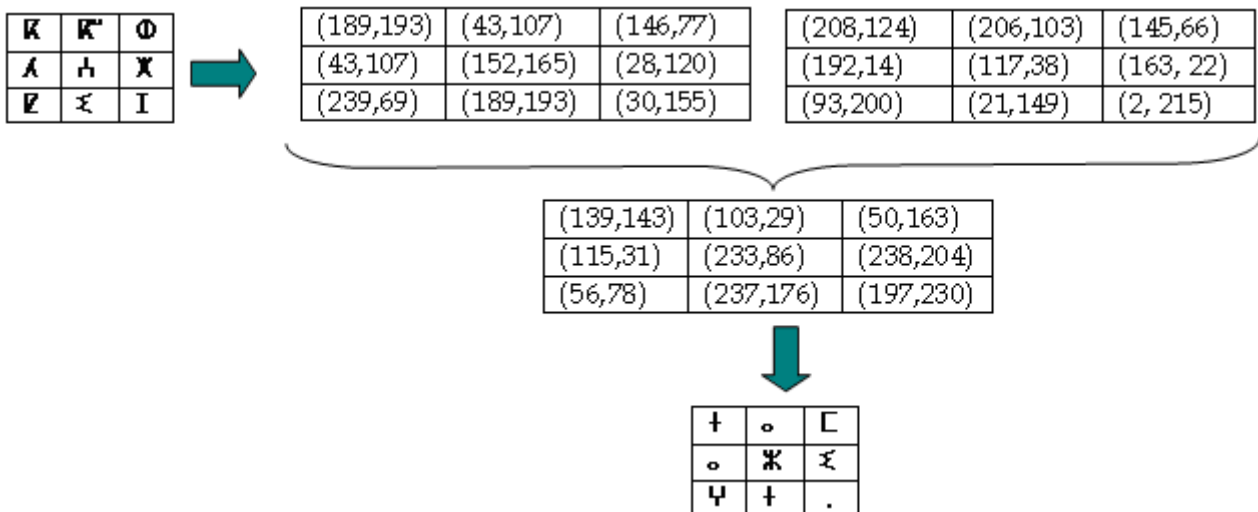 ⴽ ⴽⵯ ⵀ
ⵃ ⵄ ⵅ
ⵇ ⵉ ⵊ
(189,193) (43,107) (146,77)
(43,107) (152,165) (28,120)
(239,69) (189,193) (30,155)
(208,124) (206,103) (145,66)
(192,14) (117,38) (163, 22)
(93,200) (21,149) (2, 215)
(139,143) (103,29) (50,163)
(115,31) (233,86) (238,204)
(56,78) (237,176) (197,230)
ⵜ ⴰ ⵎ
ⴰ ⵣ ⵉ
ⵖ ⵜ .